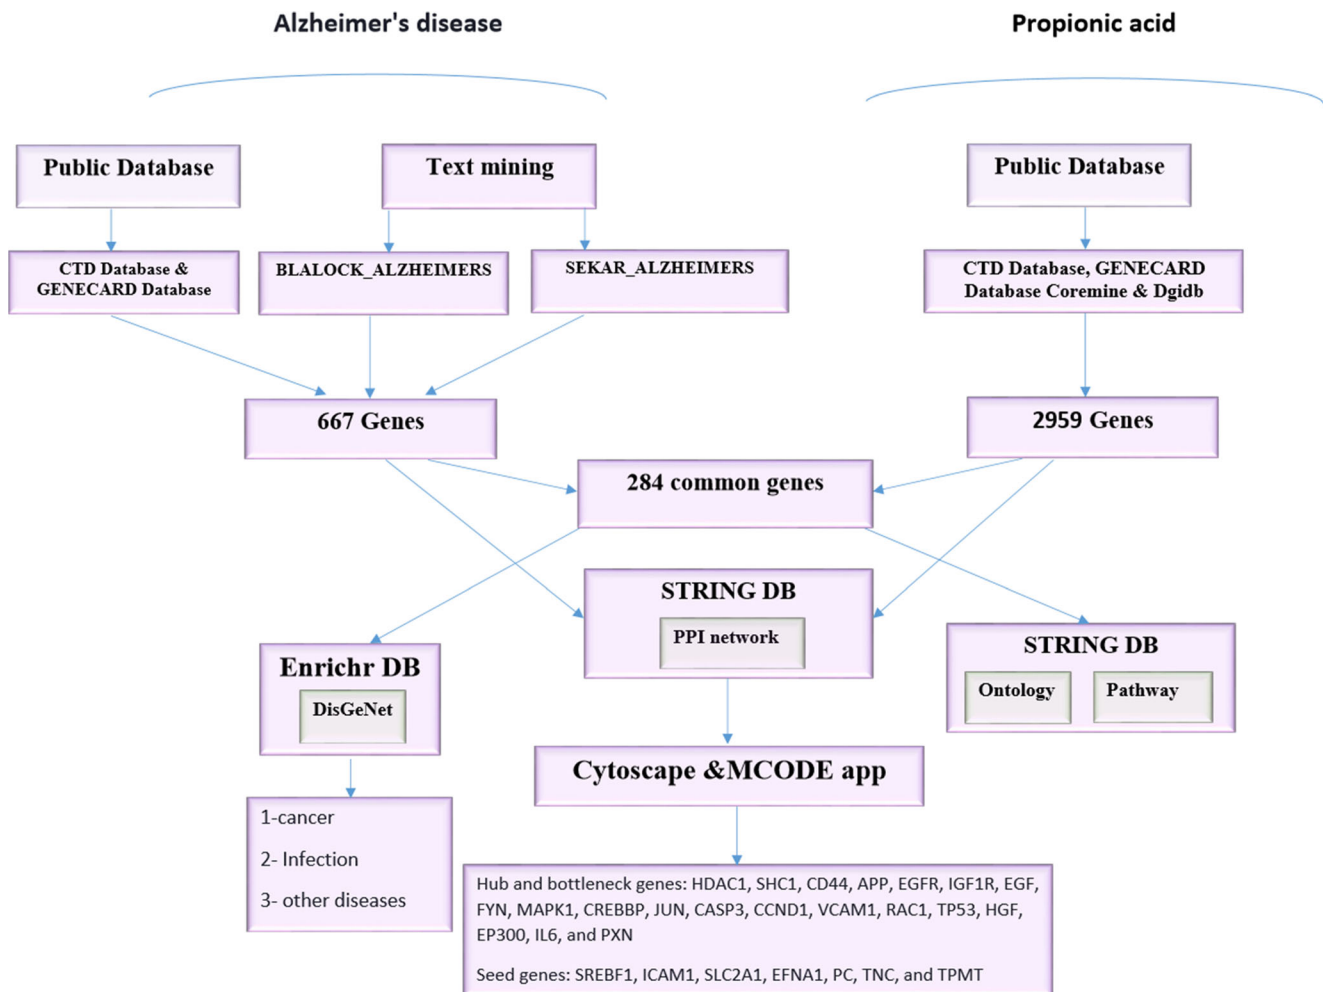 Alzheimer's disease
Propionic acid
Public Database
Text mining
Public Database
CTD Database &
GENECARD Database
BLALOCK_ALZHEIMERS
SEKAR_ALZHEIMERS
CTD Database, GENECARD
Database Coremine & Dgidb
667 Genes
2959 Genes
284 common genes
STRING DB
PPI network
Enrichr DB
DisGeNet
STRING DB
Ontology
Pathway
Cytoscape &MCODE app
1-cancer
2- Infection
3- other diseases
Hub and bottleneck genes: HDAC1, SHC1, CD44, APP, EGFR, IGF1R, EGF,
FYN, MAPK1, CREBBP, JUN, CASP3, CCND1, VCAM1, RAC1, TP53, HGF,
EP300, IL6, and PXN
Seed genes: SREBF1, ICAM1, SLC2A1, EFNA1, PC, TNC, and TPMT